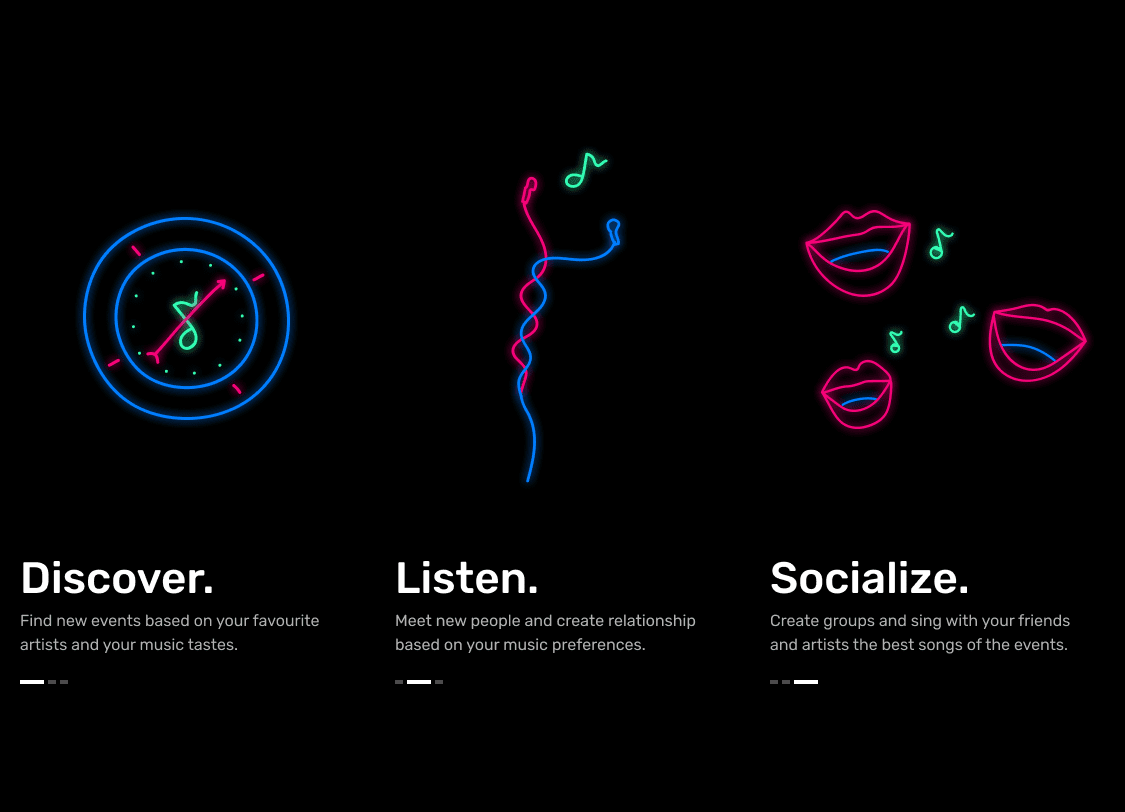 Discover.
Find new events based on your favourite
artists and your music tastes.
Listen.
Meet new people and create relationship
based on your music preferences.
Socialize.
Create groups and sing with your friends
and artists the best songs of the events.